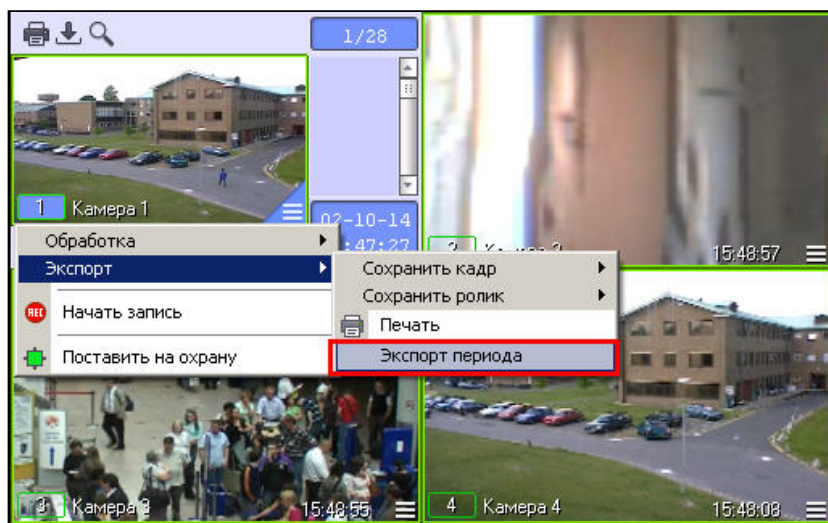 1/28
1 Камера 1
02-10-14
:47:27
Обработка
Экспорт
Начать запись
Поставить на охрану
Сохранить кадр
Сохранить ролик
Печать
Экспорт периода
15:48:57
3 Камера 3
15:48:55
4 Камера 4
15:48:08